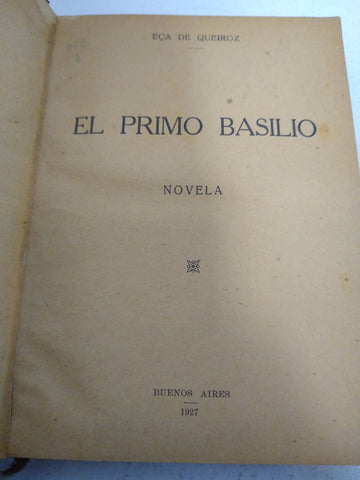 EÇA DE QUEIROZ
EL PRIMO BASILIO
NOVELA
BUENOS AIRES
1927